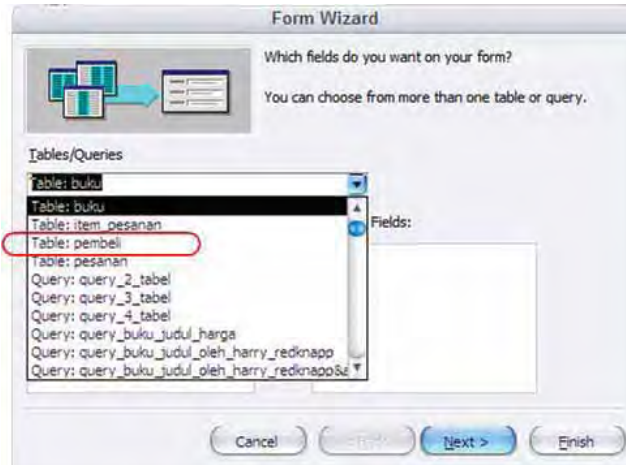 Form Wizard
Which fields do you want on your form?
You can choose from more than one table or query.
Tables/Queries
Table: buku
Table: buku
Table: item_pesanan
Table: pembeli
Table: pesanan
Query: query_2_tabel
Query: query_3_tabel
Query: query_4_tabel
Query: query_buku_judul_harga
Query: query_buku_judul_oleh_harry_redknapp
Query: query_buku_judul_oleh_harry_redknapp&a
Fields:
Cancel
Next >
Finish